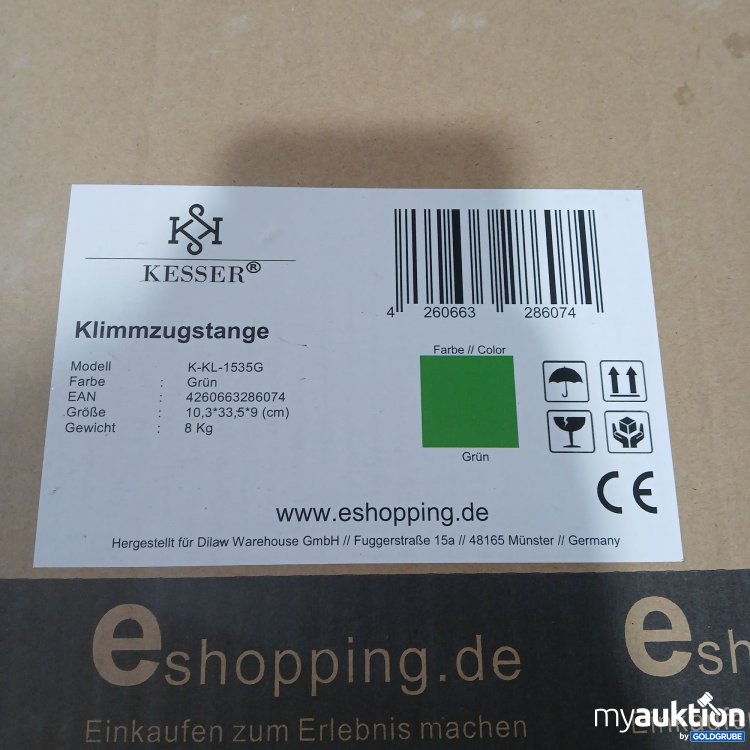 KESSER®
Klimmzugstange
Modell K-KL-1535G
Farbe : Grün
EAN : 4260663286074
Größe : 10,3*33,5*9 (cm)
Gewicht : 8 Kg
4 260663 286074
Farbe // Color
Grün
CE
www.eshopping.de
Hergestellt für Dilaw Warehouse GmbH // Fuggerstraße 15a // 48165 Münster // Germany
eshopping.de
Einkaufen zum Erlebnis machen
esh
myauktion
by GOLDGRUBE